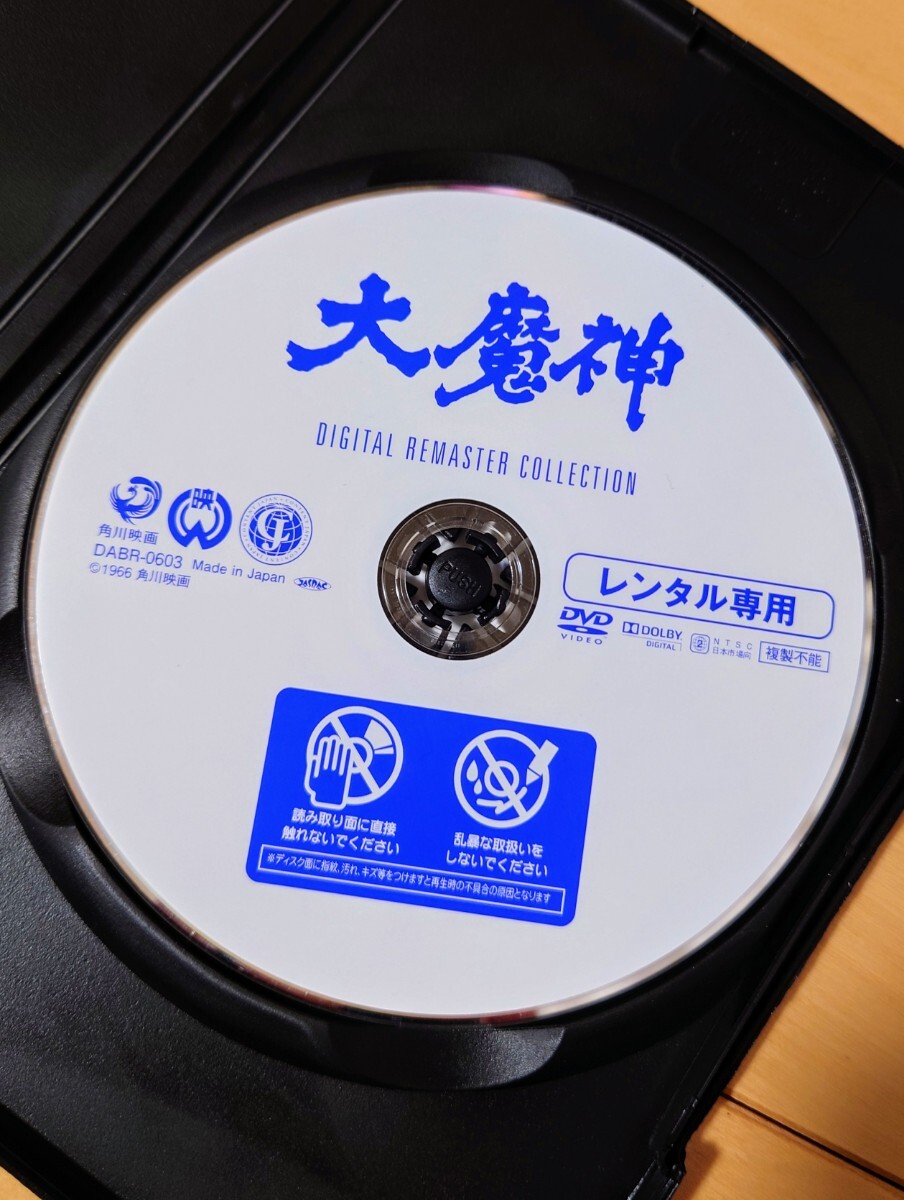 大魔神
DIGITAL REMASTER COLLECTION
角川映画
DABR-0603 Made in Japan
©1966 角川映画
PUSH
レンタル専用
DVD
VIDEO
DOLBY
DIGITAL
2
NTSC
日本市場向
複製不能
読み取り面に直接
触れないでください
乱暴な取扱いを
しないでください
※ディスク面に指紋、汚れ、キズ等をつけますと再生時の不具合の原因となります